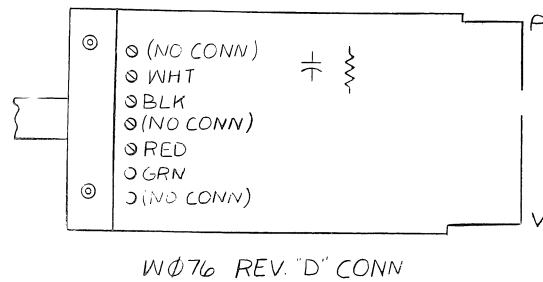 A
(NO CONN)
WHT
BLK
(NO CONN)
RED
GRN
(NO CONN)
V
WØ76 REV. "D" CONN